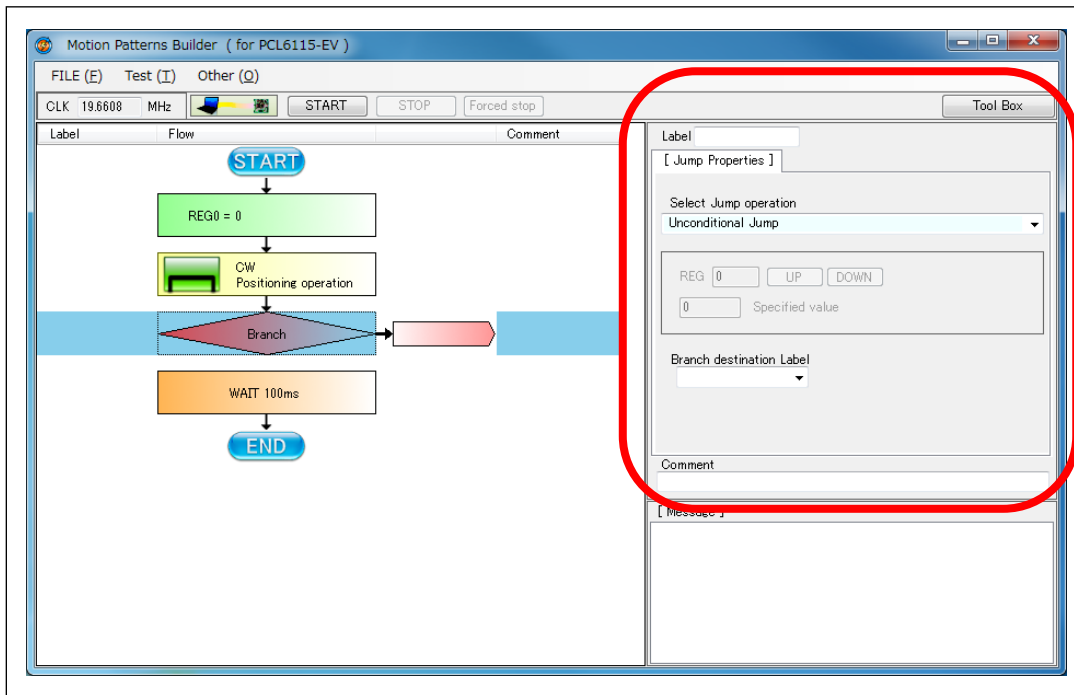 Motion Patterns Builder ( for PCL6115-EV )
FILE (F) Test (T) Other (O)
CLK 19.6608 MHz START STOP Forced stop Tool Box
Label Flow Comment
START
REG0 = 0
CW
Positioning operation
Branch
WAIT 100ms
END
Label
[ Jump Properties ]
Select Jump operation
Unconditional Jump
REG 0 UP DOWN
0 Specified value
Branch destination Label
Comment
[ Message ]